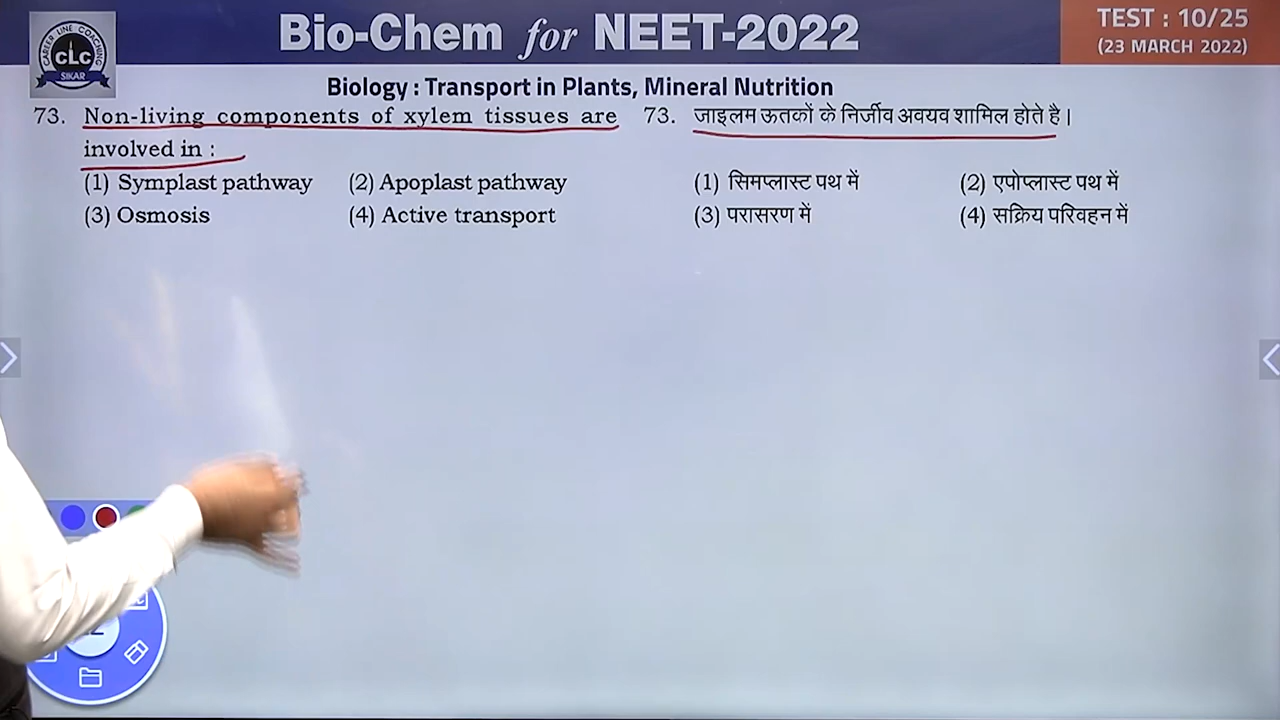 CAREER LINE COACHING
CLC
SIKAR
Bio-Chem for NEET-2022
TEST : 10/25
(23 MARCH 2022)
Biology : Transport in Plants, Mineral Nutrition
73. Non-living components of xylem tissues are involved in :
(1) Symplast pathway (2) Apoplast pathway
(3) Osmosis (4) Active transport
73. जाइलम ऊतकों के निर्जीव अवयव शामिल होते है।
(1) सिमप्लास्ट पथ में (2) एपोप्लास्ट पथ में
(3) परासरण में (4) सक्रिय परिवहन में